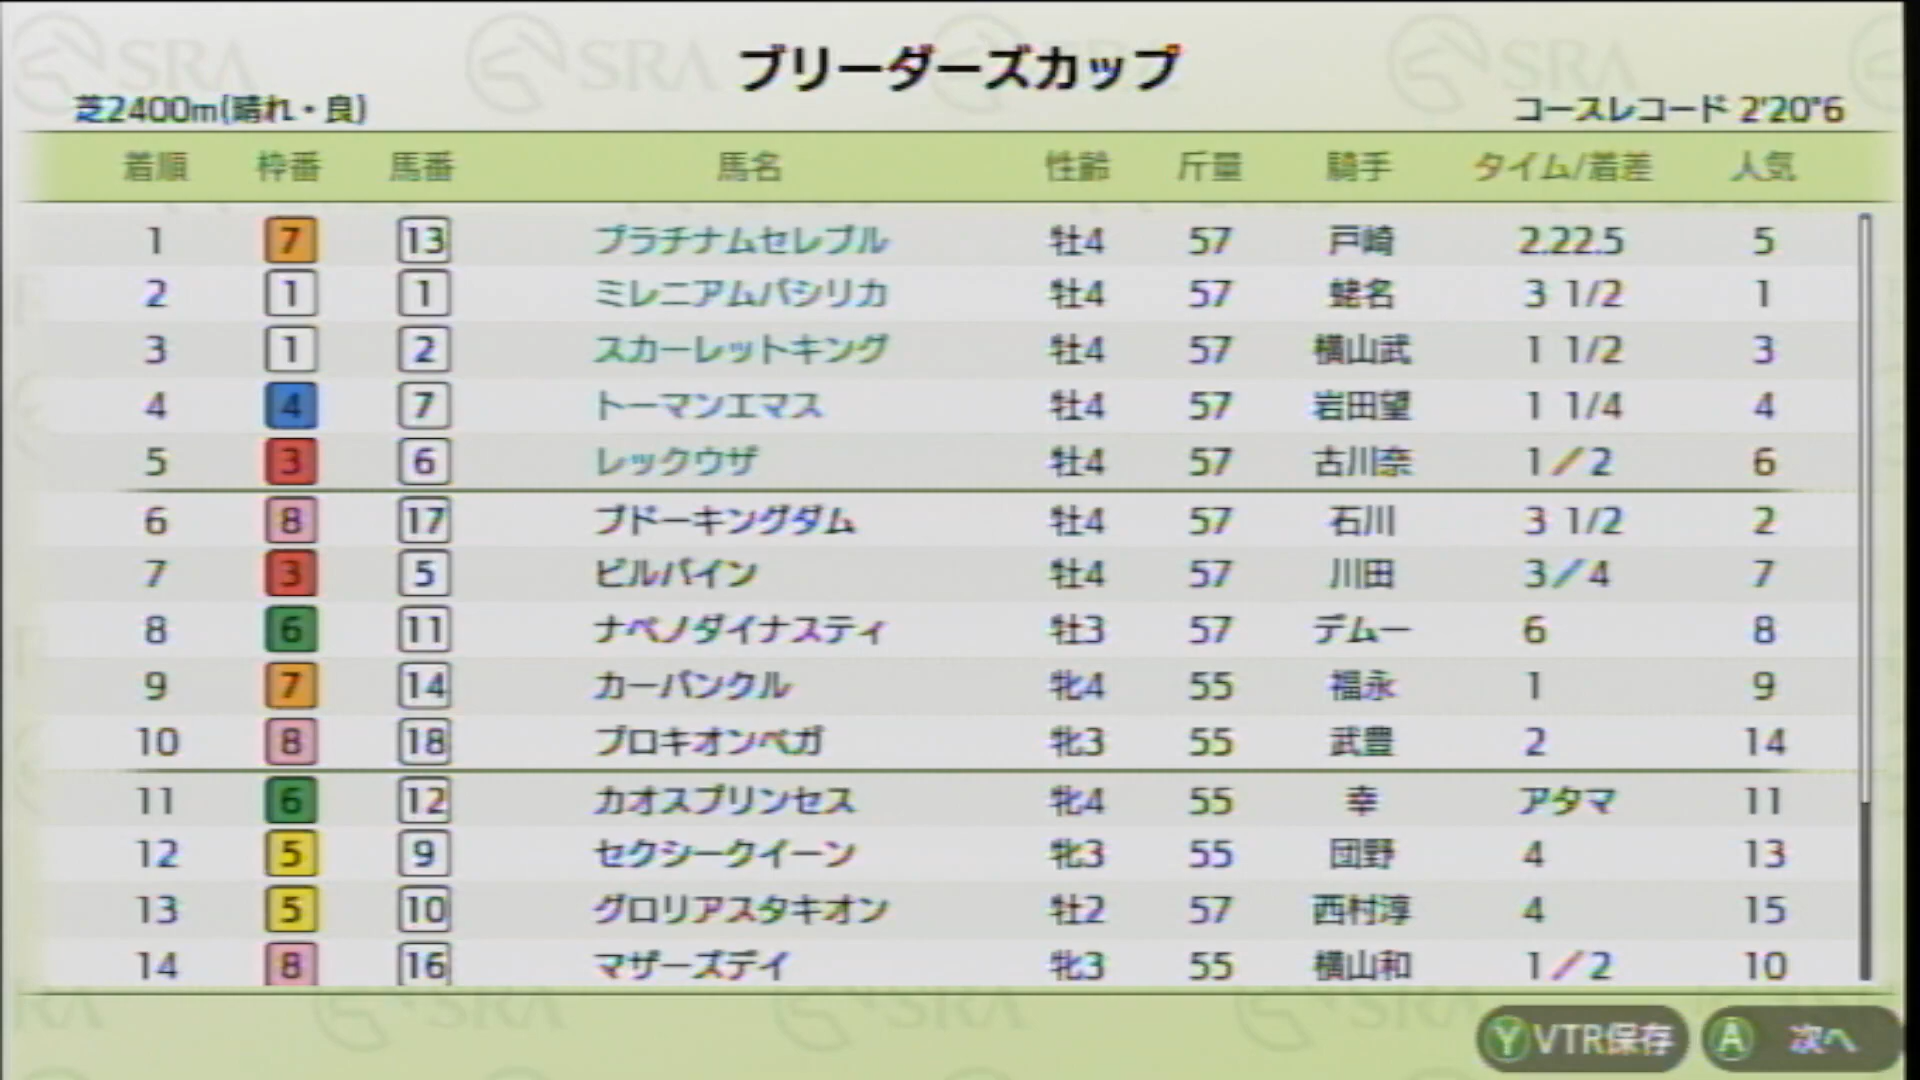 ブリーダーズカップ
芝2400m(晴れ・良) コースレコード 2'20"6
着順 枠番 馬番 馬名 性齢 斤量 騎手 タイム/着差 人気
1 7 13 プラチナムセレブル 牡4 57 戸崎 2.22.5 5
2 1 1 ミレニアムバシリカ 牡4 57 蛯名 3 1/2 1
3 1 2 スカーレットキング 牡4 57 横山武 1 1/2 3
4 4 7 トーマンエマス 牡4 57 岩田望 1 1/4 4
5 3 6 レックウザ 牡4 57 古川奈 1/2 6
6 8 17 ブドーキングダム 牡4 57 石川 3 1/2 2
7 3 5 ビルバイン 牡4 57 川田 3/4 7
8 6 11 ナベノダイナスティ 牡3 57 デムー 6 8
9 7 14 カーバンクル 牝4 55 福永 1 9
10 8 18 プロキオンベガ 牝3 55 武豊 2 14
11 6 12 カオスプリンセス 牝4 55 幸 アタマ 11
12 5 9 セクシークイーン 牝3 55 団野 4 13
13 5 10 グロリアスタキオン 牡2 57 西村淳 4 15
14 8 16 マザーズデイ 牝3 55 横山和 1/2 10
Y VTR保存 A 次へ
SRA